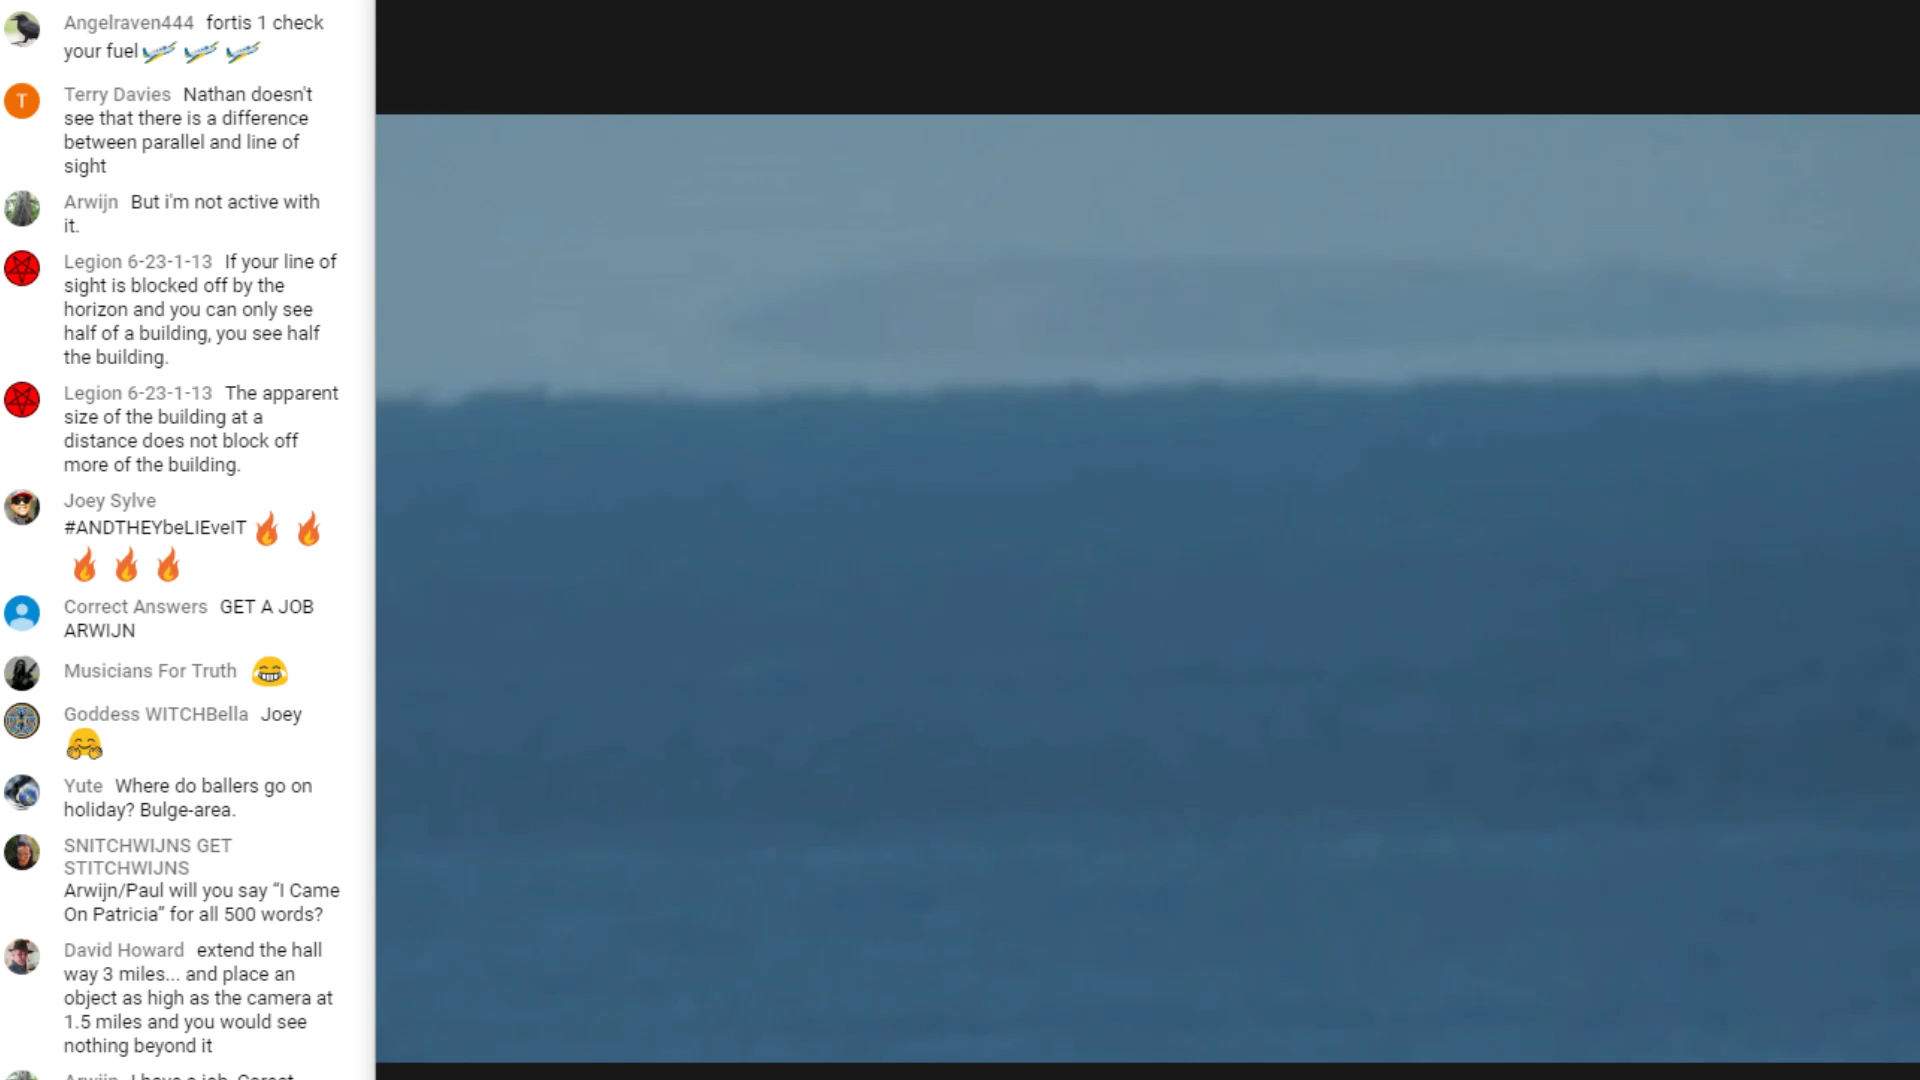 Angelraven444 fortis 1 check
your fuel
T
Terry Davies Nathan doesn't
see that there is a difference
between parallel and line of
sight
Arwijn But i'm not active with
it.
Legion 6-23-1-13 If your line of
sight is blocked off by the
horizon and you can only see
half of a building, you see half
the building.
Legion 6-23-1-13 The apparent
size of the building at a
distance does not block off
more of the building.
Joey Sylve
#ANDTHEYbeLIEveIT
Correct Answers GET A JOB
ARWIJN
Musicians For Truth
Goddess WITCHBella Joey
Yute Where do ballers go on
holiday? Bulge-area.
SNITCHWIJNS GET
STITCHWIJNS
Arwijn/Paul will you say “I Came
On Patricia” for all 500 words?
David Howard extend the hall
way 3 miles... and place an
object as high as the camera at
1.5 miles and you would see
nothing beyond it
Arwijn I have a job, Corect